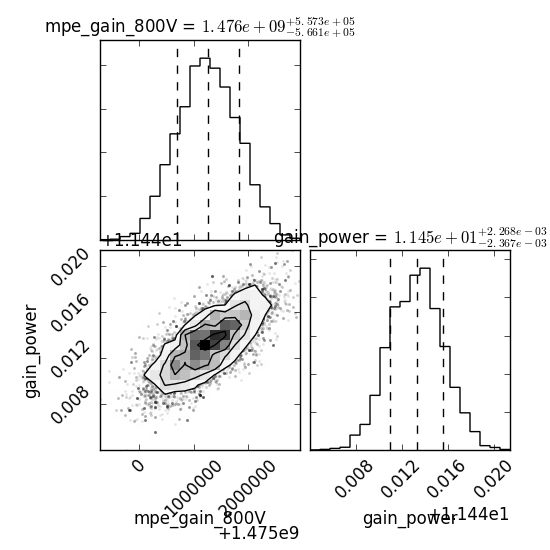 mpe_gain_800V = 1.476e + 09 +5.573e+05 −5.661e+05
+1.144e1
gain_power = 1.145e + 01 +2.268e−03 −2.367e−03
0.020
0.016
0.012
0.008
gain_power
0
1000000
2000000
mpe_gain_800V
+1.475e9
0.008
0.012
0.016
0.020
gain_power
+1.144e1